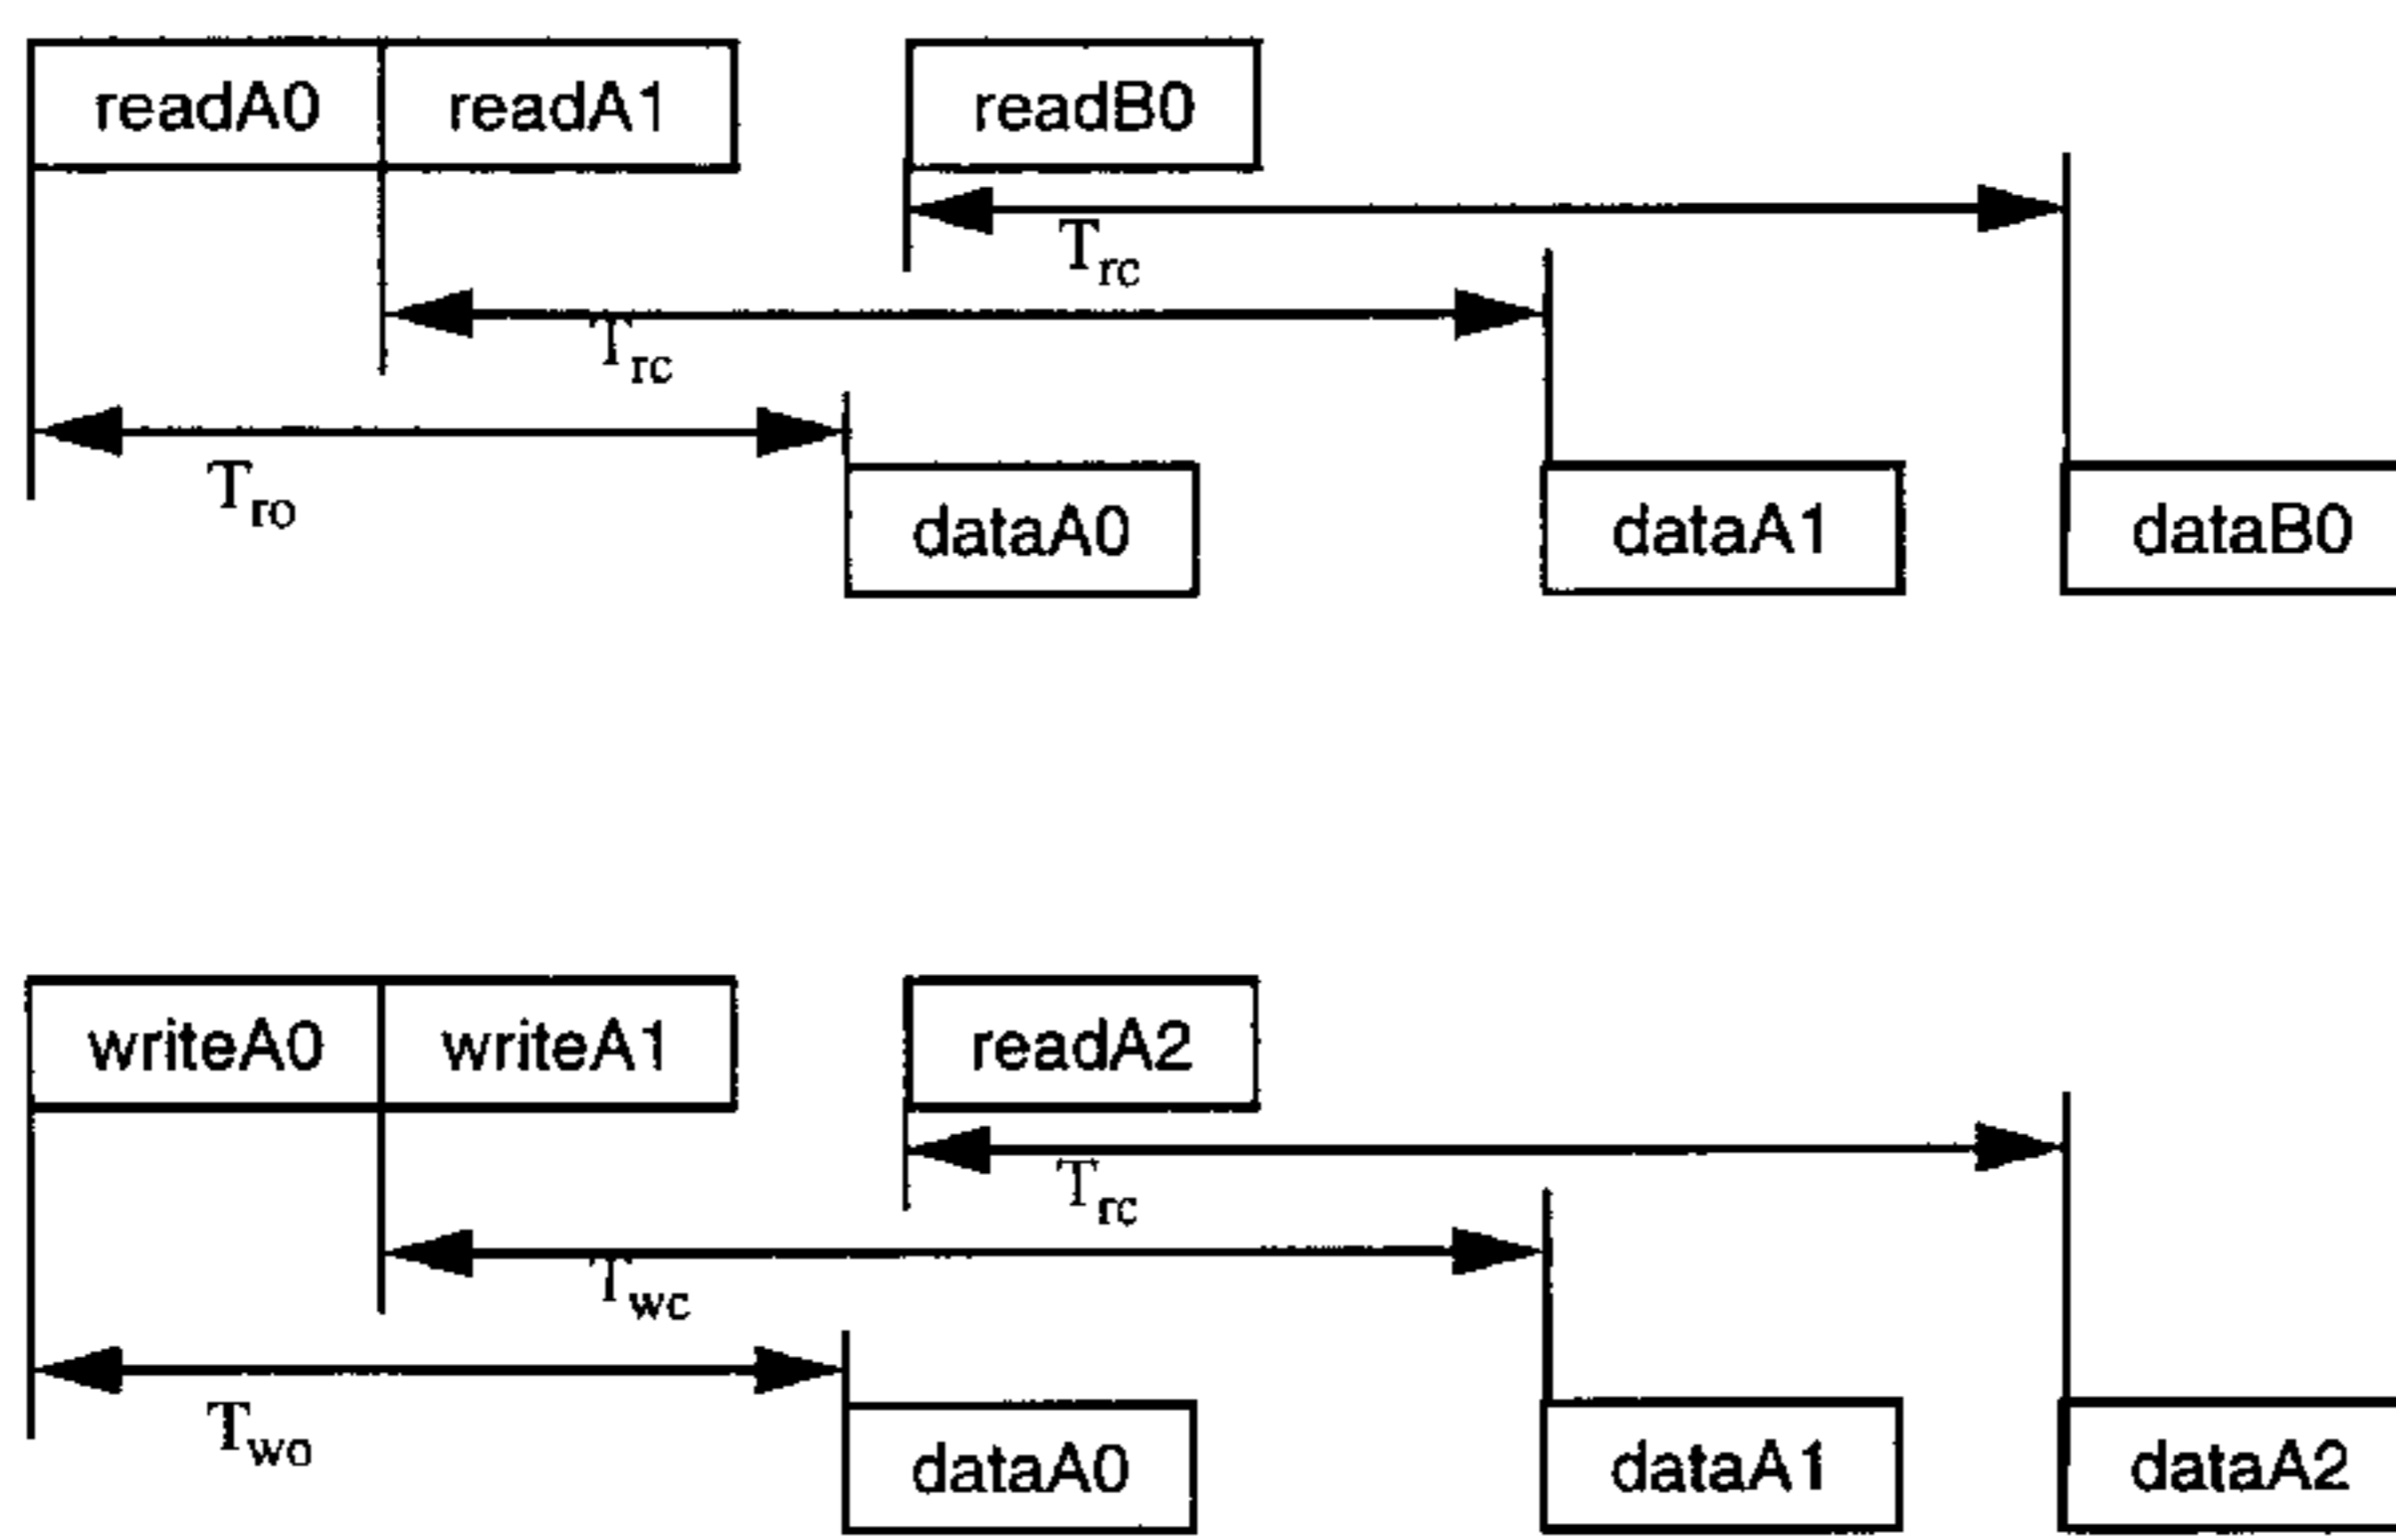 readA0 readA1 readB0
Trc
Trc
Tro
dataA0 dataA1 dataB0
writeA0 writeA1 readA2
Trc
Twc
Two
dataA0 dataA1 dataA2